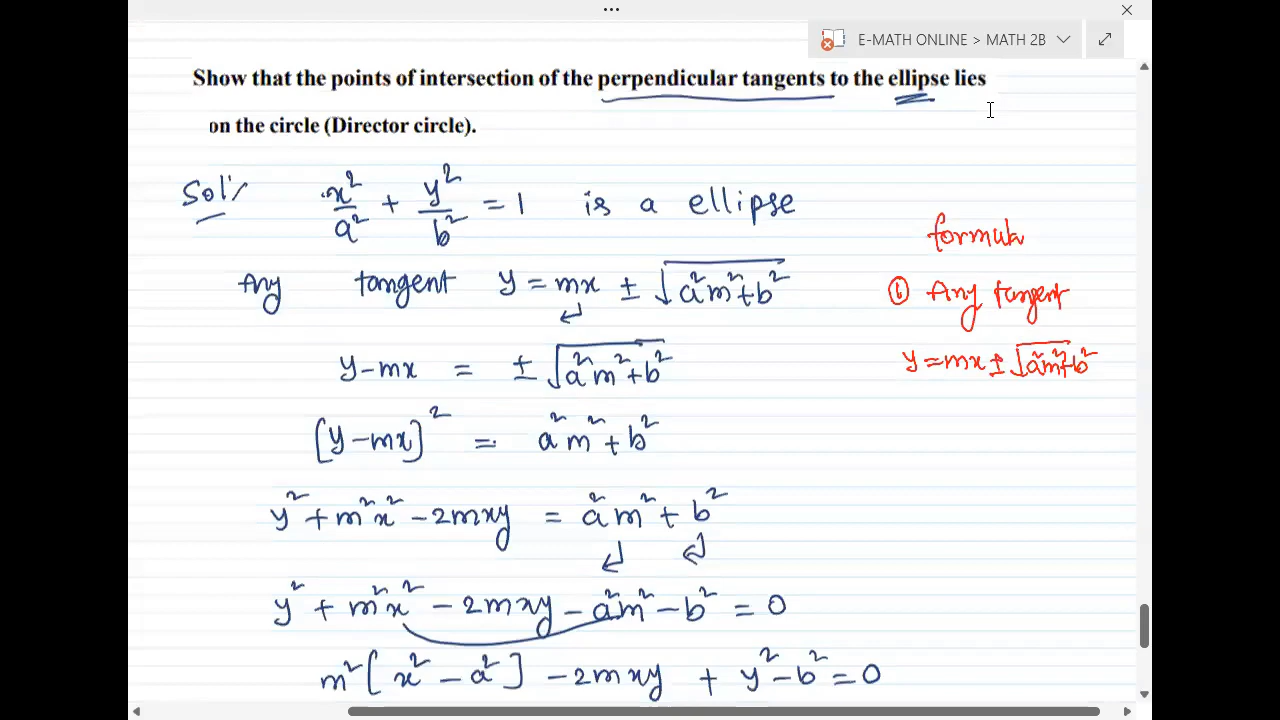 E-MATH ONLINE > MATH 2B
Show that the points of intersection of the perpendicular tangents to the ellipse lies
on the circle (Director circle).
Sol: x²/a² + y²/b² = 1 is a ellipse
formula
Any tangent y = mx ± √(a²m²+b²)
① Any tangent
y - mx = ± √(a²m²+b²)
y = mx ± √(a²m²+b²)
[y - mx]² = a²m² + b²
y² + m²x² - 2mxy = a²m² + b²
y² + m²x² - 2mxy - a²m² - b² = 0
m²[x² - a²] - 2mxy + y² - b² = 0